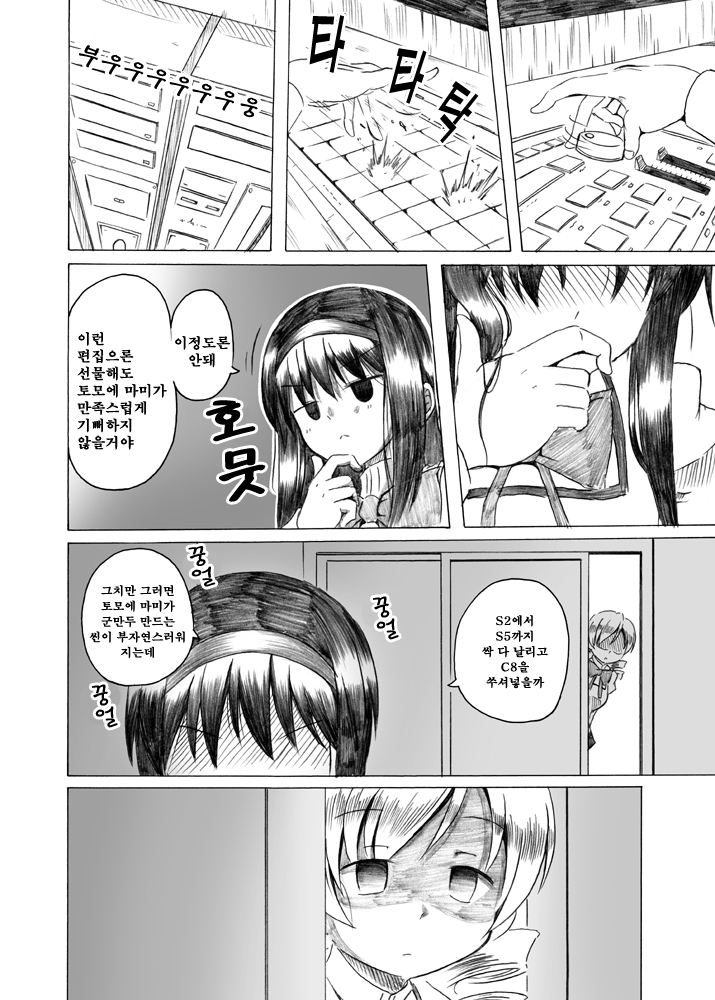 타 타 탁
부우우우우우우우웅
이정도론
안돼
이런
편집으론
선물해도
토모에 마미가
만족스럽게
기뻐하지
않을거야
호
뭇
S2에서
S5까지
싹 다 날리고
C8을
쑤셔넣을까
꿍
얼
꿍
얼
그치만 그러면
토모에 마미가
군만두 만드는
씬이 부자연스러워
지는데
꿍
얼